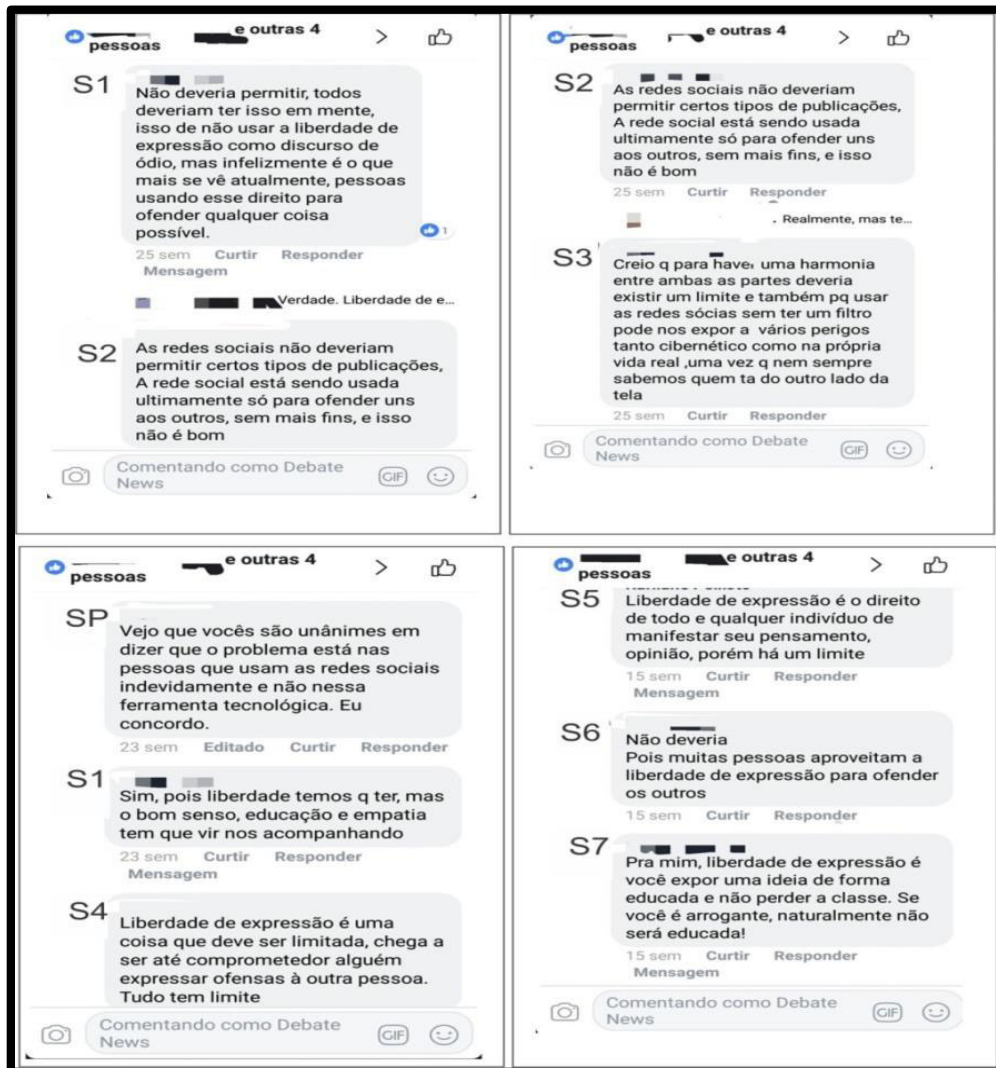 e outras 4
pessoas
S1
Não deveria permitir, todos
deveriam ter isso em mente,
isso de não usar a liberdade de
expressão como discurso de
ódio, mas infelizmente é o que
mais se vê atualmente, pessoas
usando esse direito para
ofender qualquer coisa
possível.
1
25 sem Curtir Responder
Mensagem
Verdade. Liberdade de e...
S2
As redes sociais não deveriam
permitir certos tipos de publicações,
A rede social está sendo usada
ultimamente só para ofender uns
aos outros, sem mais fins, e isso
não é bom
Comentando como Debate
News
GIF
e outras 4
pessoas
S2
As redes sociais não deveriam
permitir certos tipos de publicações,
A rede social está sendo usada
ultimamente só para ofender uns
aos outros, sem mais fins, e isso
não é bom
25 sem Curtir Responder
. Realmente, mas te...
S3
Creio q para have uma harmonia
entre ambas as partes deveria
existir um limite e também pq usar
as redes sócias sem ter um filtro
pode nos expor a vários perigos
tanto cibernético como na própria
vida real ,uma vez q nem sempre
sabemos quem ta do outro lado da
tela
25 sem Curtir Responder
Comentando como Debate
News
GIF
e outras 4
pessoas
SP
Vejo que vocês são unânimes em
dizer que o problema está nas
pessoas que usam as redes sociais
indevidamente e não nessa
ferramenta tecnológica. Eu
concordo.
23 sem Editado Curtir Responder
S1
Sim, pois liberdade temos q ter, mas
o bom senso, educação e empatia
tem que vir nos acompanhando
23 sem Curtir Responder
Mensagem
S4
Liberdade de expressão é uma
coisa que deve ser limitada, chega a
ser até comprometedor alguém
expressar ofensas à outra pessoa.
Tudo tem limite
Comentando como Debate
News
GIF
e outras 4
pessoas
S5
Liberdade de expressão é o direito
de todo e qualquer indivíduo de
manifestar seu pensamento,
opinião, porém há um limite
15 sem Curtir Responder
Mensagem
S6
Não deveria
Pois muitas pessoas aproveitam a
liberdade de expressão para ofender
os outros
15 sem Curtir Responder
S7
Pra mim, liberdade de expressão é
você expor uma ideia de forma
educada e não perder a classe. Se
você é arrogante, naturalmente não
será educada!
15 sem Curtir Responder
Mensagem
Comentando como Debate
News
GIF